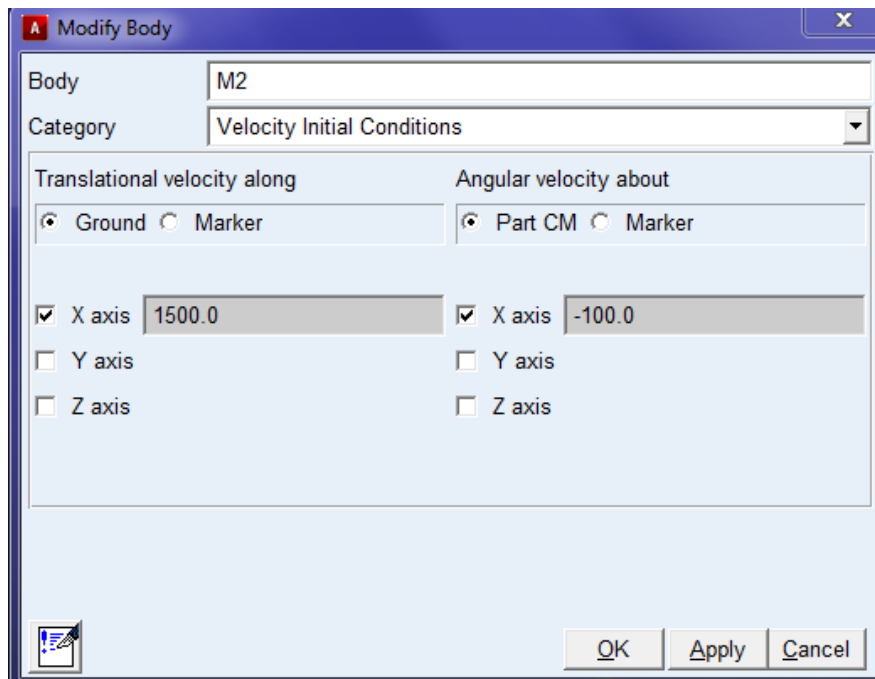 A Modify Body X
Body M2
Category Velocity Initial Conditions
Translational velocity along Angular velocity about
Ground Marker Part CM Marker
X axis 1500.0 X axis -100.0
Y axis Y axis
Z axis Z axis
OK Apply Cancel